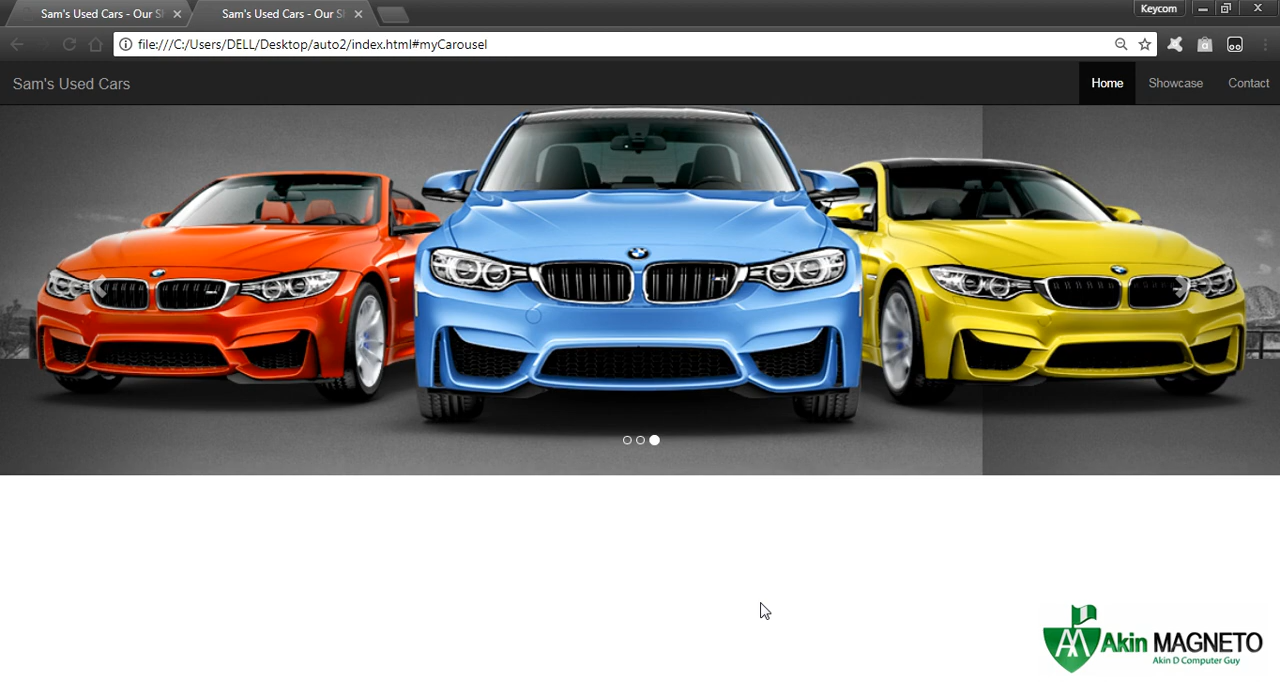 Sam's Used Cars - Our S
Sam's Used Cars - Our S
Keycom
file:///C:/Users/DELL/Desktop/auto2/index.html#myCarousel
Sam's Used Cars
Home
Showcase
Contact
Akin MAGNETO
Akin D Computer Guy